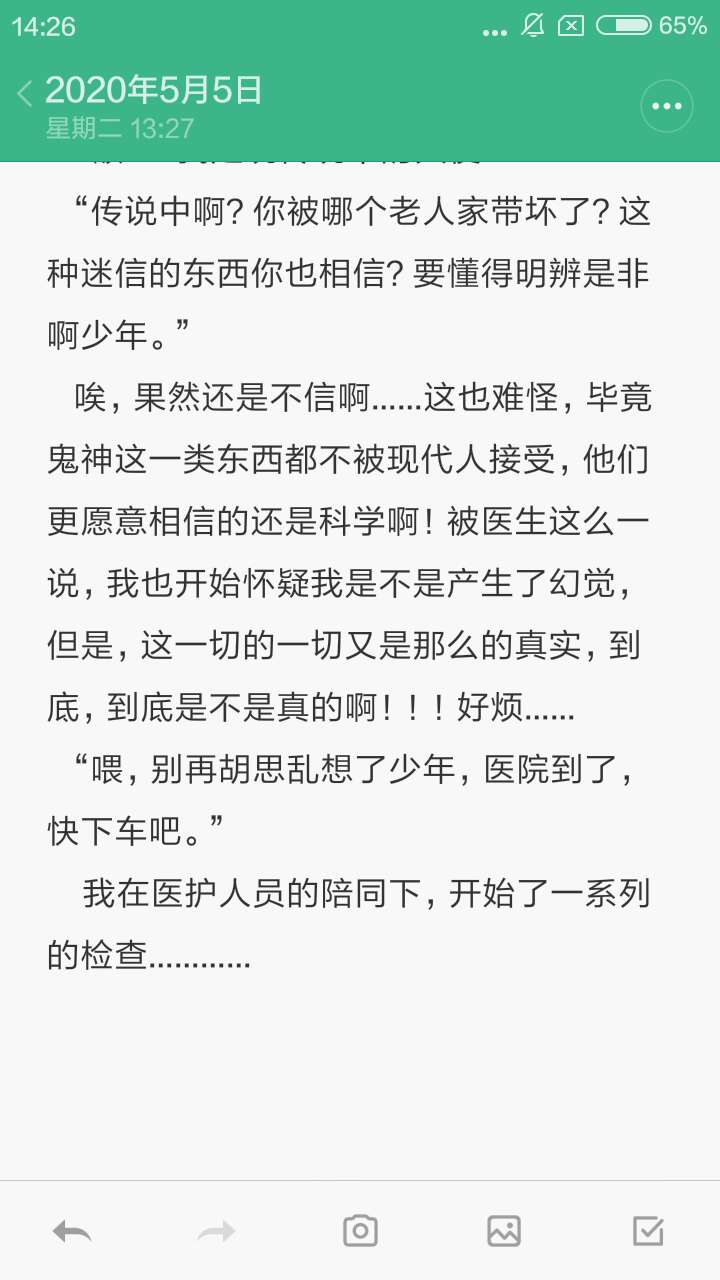 14:26
65%
2020年5月5日
星期二 13:27
“传说中啊？你被哪个老人家带坏了？这
种迷信的东西你也相信？要懂得明辨是非
啊少年。”
唉，果然还是不信啊......这也难怪，毕竟
鬼神这一类东西都不被现代人接受，他们
更愿意相信的还是科学啊！被医生这么一
说，我也开始怀疑我是不是产生了幻觉，
但是，这一切的一切又是那么的真实，到
底，到底是不是真的啊！！！好烦......
“喂，别再胡思乱想了少年，医院到了，
快下车吧。”
我在医护人员的陪同下，开始了一系列
的检查............